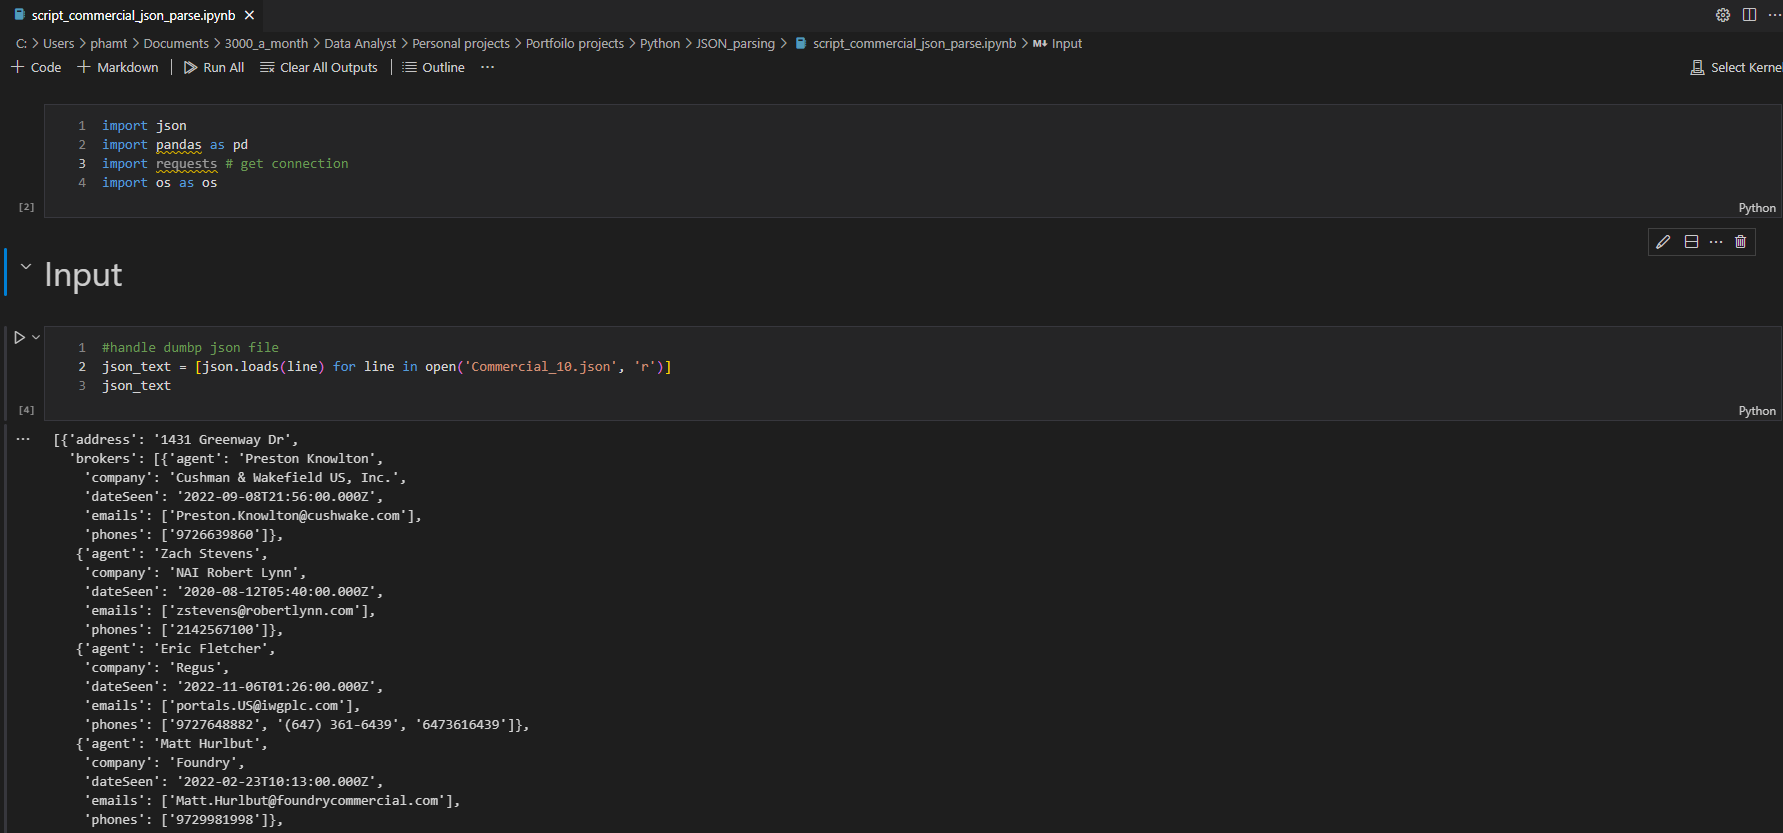 script_commercial_json_parse.ipynb
C: > Users > phamt > Documents > 3000_a_month > Data Analyst > Personal projects > Portfoilo projects > Python > JSON_parsing > script_commercial_json_parse.ipynb > M↓ Input
+ Code + Markdown | Run All Clear All Outputs | Outline ···
Select Kerne
1 import json
2 import pandas as pd
3 import requests # get connection
4 import os as os
[2]
Python
Input
1 #handle dumbp json file
2 json_text = [json.loads(line) for line in open('Commercial_10.json', 'r')]
3 json_text
[4]
Python
[{'address': '1431 Greenway Dr',
'brokers': [{'agent': 'Preston Knowlton',
'company': 'Cushman & Wakefield US, Inc.',
'dateSeen': '2022-09-08T21:56:00.000Z',
'emails': ['Preston.Knowlton@cushwake.com'],
'phones': ['9726639860']},
{'agent': 'Zach Stevens',
'company': 'NAI Robert Lynn',
'dateSeen': '2020-08-12T05:40:00.000Z',
'emails': ['zstevens@robertlynn.com'],
'phones': ['2142567100']},
{'agent': 'Eric Fletcher',
'company': 'Regus',
'dateSeen': '2022-11-06T01:26:00.000Z',
'emails': ['portals.US@iwgplc.com'],
'phones': ['9727648882', '(647) 361-6439', '6473616439']},
{'agent': 'Matt Hurlbut',
'company': 'Foundry',
'dateSeen': '2022-02-23T10:13:00.000Z',
'emails': ['Matt.Hurlbut@foundrycommercial.com'],
'phones': ['9729981998']},